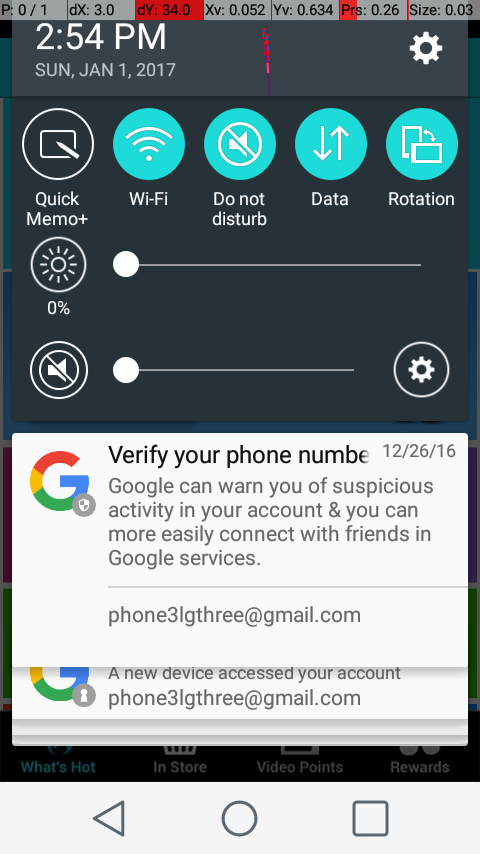 P: 0 / 1 dX: 3.0 dY: 34.0 Xv: 0.052 Yv: 0.634 Prs: 0.26 Size: 0.03
2:54 PM
SUN, JAN 1, 2017
Quick
Memo+
Wi-Fi
Do not
disturb
Data
Rotation
0%
Verify your phone numbe
12/26/16
Google can warn you of suspicious
activity in your account & you can
more easily connect with friends in
Google services.
phone3lgthree@gmail.com
A new device accessed your account
phone3lgthree@gmail.com
What's Hot In Store Video Points Rewards